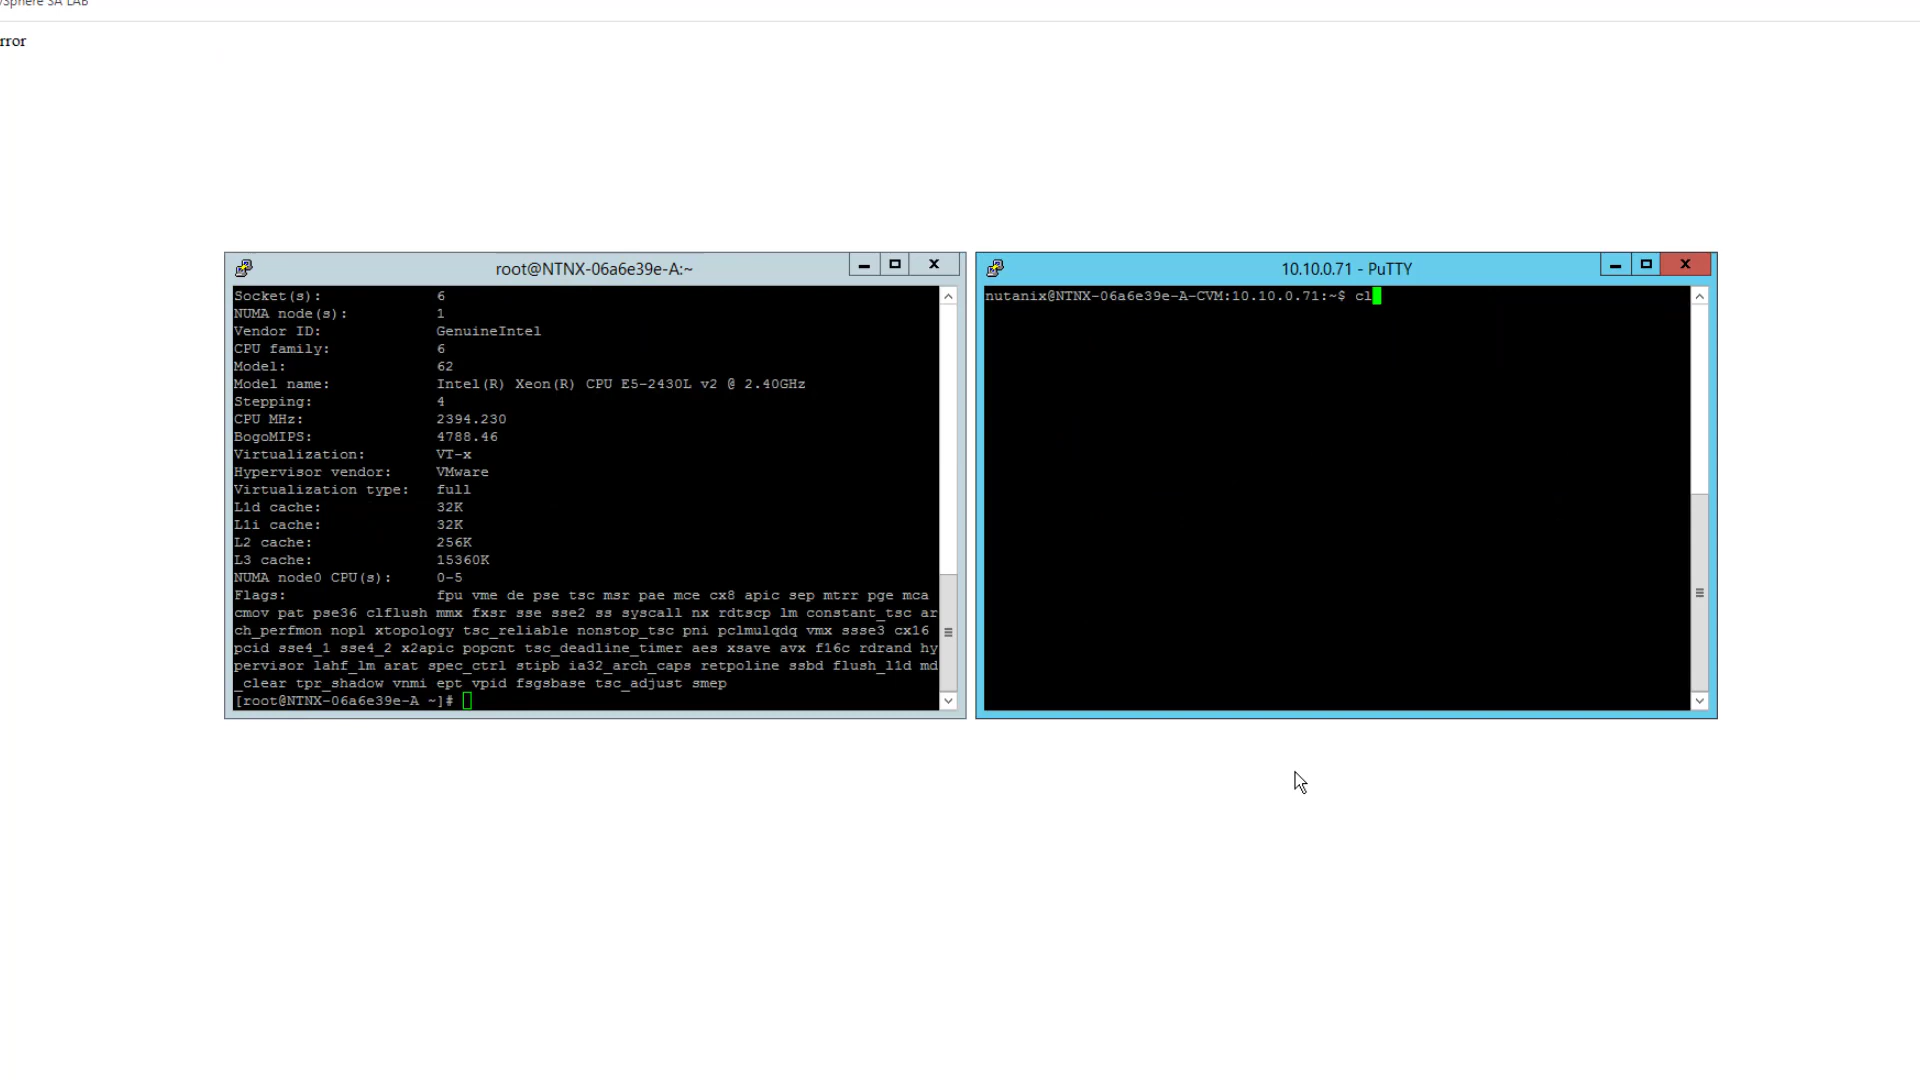 Sphere SA LAB
rror
root@NTNX-06a6e39e-A:~
Socket(s): 6
NUMA node(s): 1
Vendor ID: GenuineIntel
CPU family: 6
Model: 62
Model name: Intel(R) Xeon(R) CPU E5-2430L v2 @ 2.40GHz
Stepping: 4
CPU MHz: 2394.230
BogoMIPS: 4788.46
Virtualization: VT-x
Hypervisor vendor: VMware
Virtualization type: full
L1d cache: 32K
L1i cache: 32K
L2 cache: 256K
L3 cache: 15360K
NUMA node0 CPU(s): 0-5
Flags: fpu vme de pse tsc msr pae mce cx8 apic sep mtrr pge mca
cmov pat pse36 clflush mmx fxsr sse sse2 ss syscall nx rdtscp lm constant_tsc ar
ch_perfmon nopl xtopology tsc_reliable nonstop_tsc pni pclmulqdq vmx ssse3 cx16
pcid sse4_1 sse4_2 x2apic popcnt tsc_deadline_timer aes xsave avx f16c rdrand hy
pervisor lahf_lm arat spec_ctrl stipb ia32_arch_caps retpoline ssbd flush_l1d md
_clear tpr_shadow vnmi ept vpid fsgsbase tsc_adjust smep
[root@NTNX-06a6e39e-A ~]#
10.10.0.71 - PuTTY
nutanix@NTNX-06a6e39e-A-CVM:10.10.0.71:~$ cl